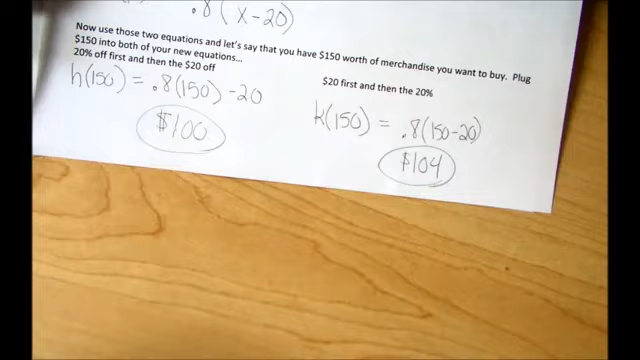 .8(x-20)
Now use those two equations and let's say that you have $150 worth of merchandise you want to buy. Plug
$150 into both of your new equations...
20% off first and then the $20 off
$20 first and then the 20%
h(150) = .8(150) -20
k(150) = .8(150-20)
$100
$104